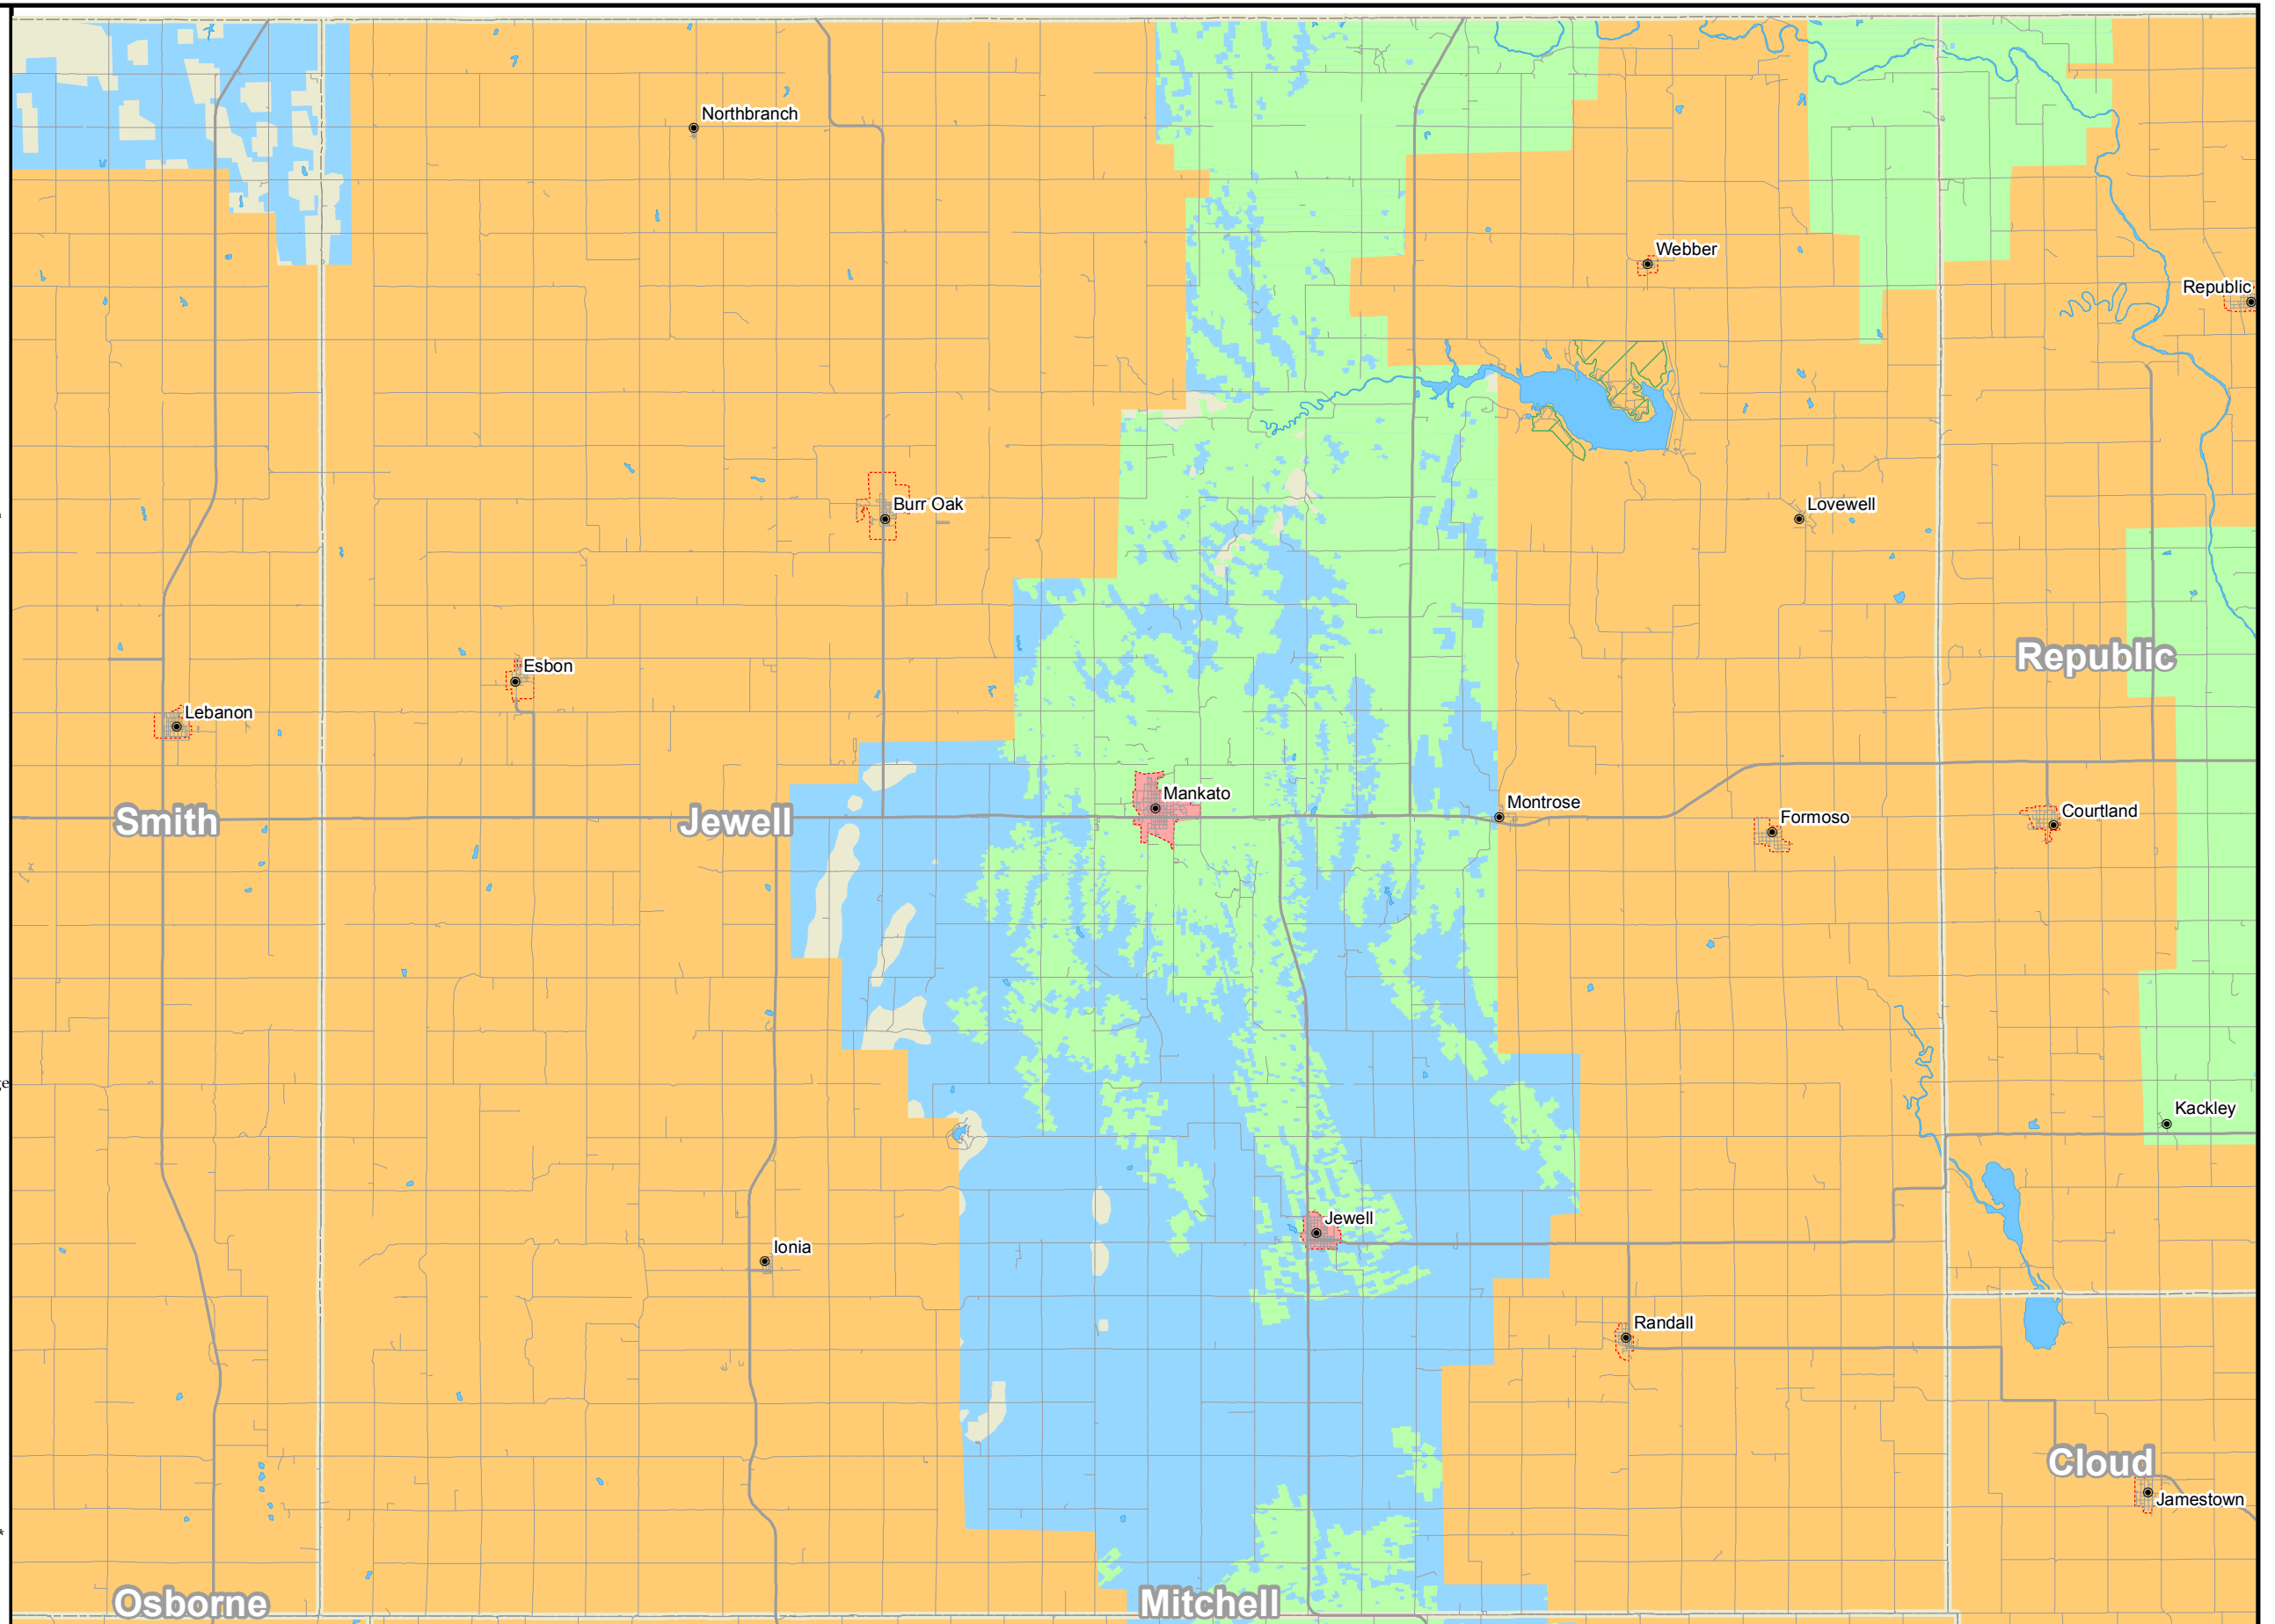 Northbranch
Webber
Republic
Burr Oak
Lovewell
Republic
Esbon
Lebanon
Mankato
Montrose
Courtland
Formoso
Smith
Jewell
Kackley
Jewell
Ionia
Randall
Cloud
Jamestown
*
Osborne
Mitchell